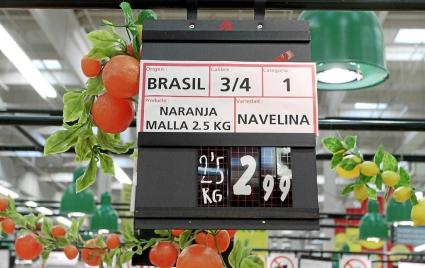 Origen: Calibre: Categoría:
BRASIL 3/4 1
Producto: Variedad:
NARANJA
MALLA 2.5 KG NAVELINA
2'5 KG 2 99